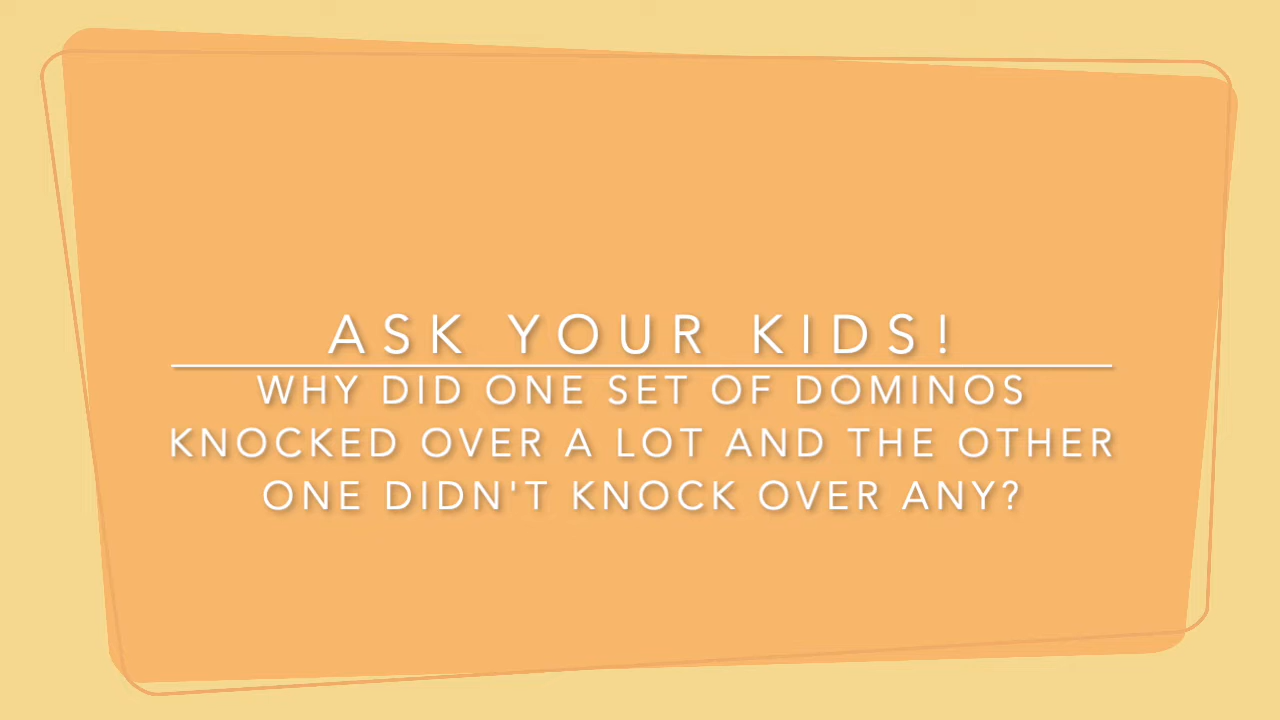 ASK YOUR KIDS!
WHY DID ONE SET OF DOMINOS
KNOCKED OVER A LOT AND THE OTHER
ONE DIDN'T KNOCK OVER ANY?